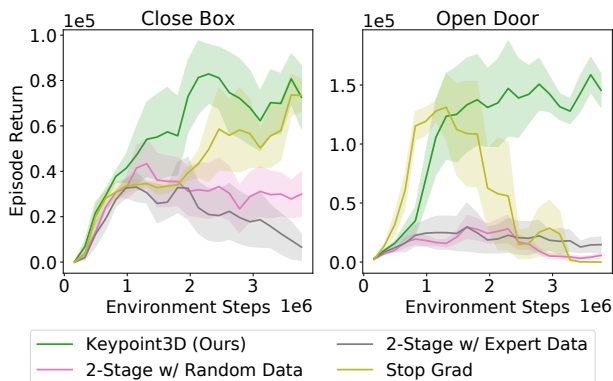 Close Box
Open Door
1e5
1e5
1.0
0.8
0.6
0.4
0.2
0.0
1.5
1.0
0.5
0.0
Episode Return
0 1 2 3
0 1 2 3
Environment Steps 1e6
Environment Steps 1e6
Keypoint3D (Ours)
2-Stage w/ Expert Data
2-Stage w/ Random Data
Stop Grad